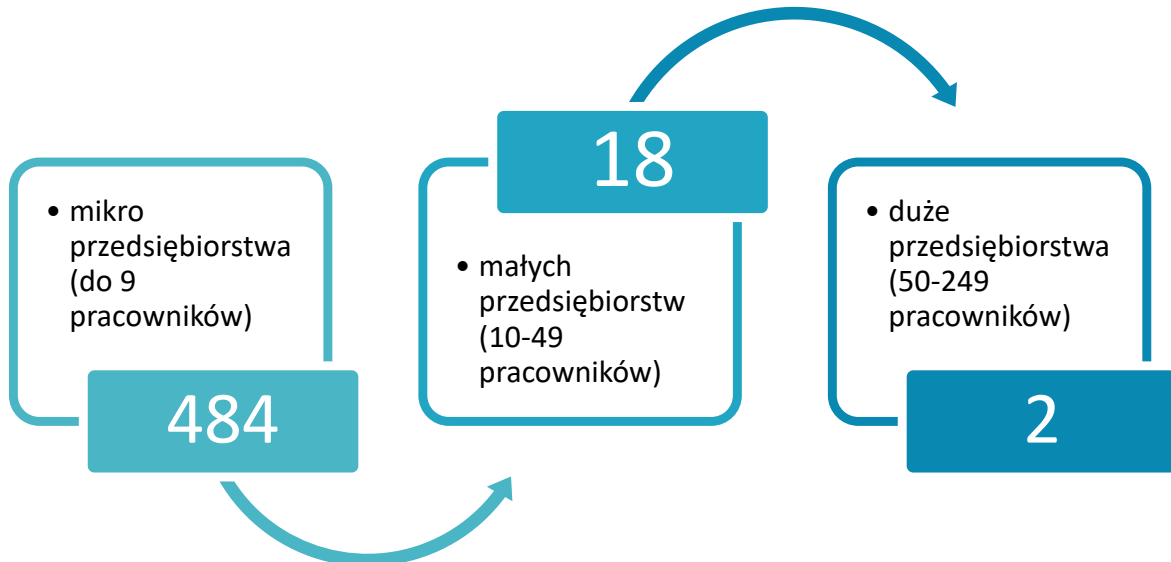 • mikro
przedsiębiorstwa
(do 9
pracowników)
484
18
• małych
przedsiębiorstw
(10-49
pracowników)
• duże
przedsiębiorstwa
(50-249
pracowników)
2